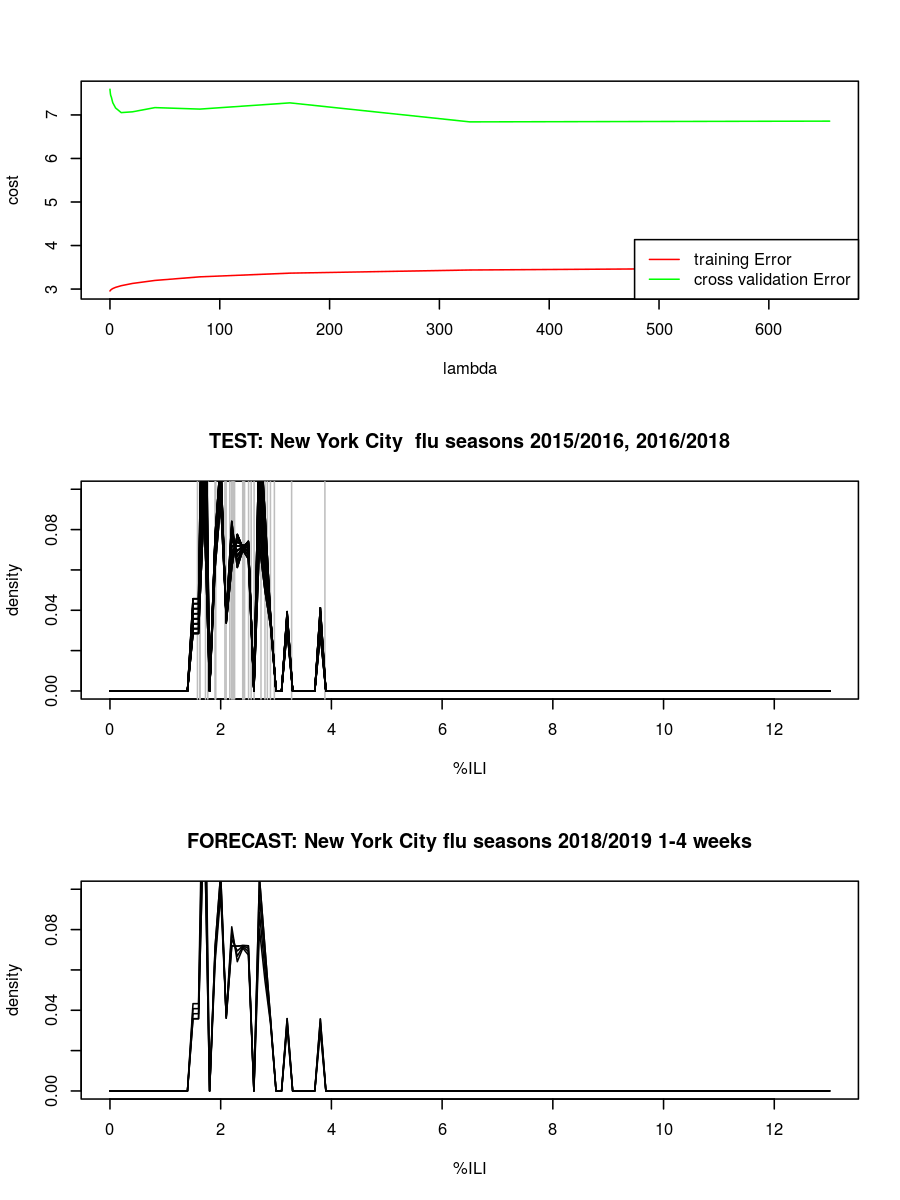 7
6
5
4
3
cost
training Error
cross validation Error
0 100 200 300 400 500 600
lambda
TEST: New York City  flu seasons 2015/2016, 2016/2018
0.08
0.04
0.00
density
0 2 4 6 8 10 12
%ILI
FORECAST: New York City flu seasons 2018/2019 1-4 weeks
0.08
0.04
0.00
density
0 2 4 6 8 10 12
%ILI